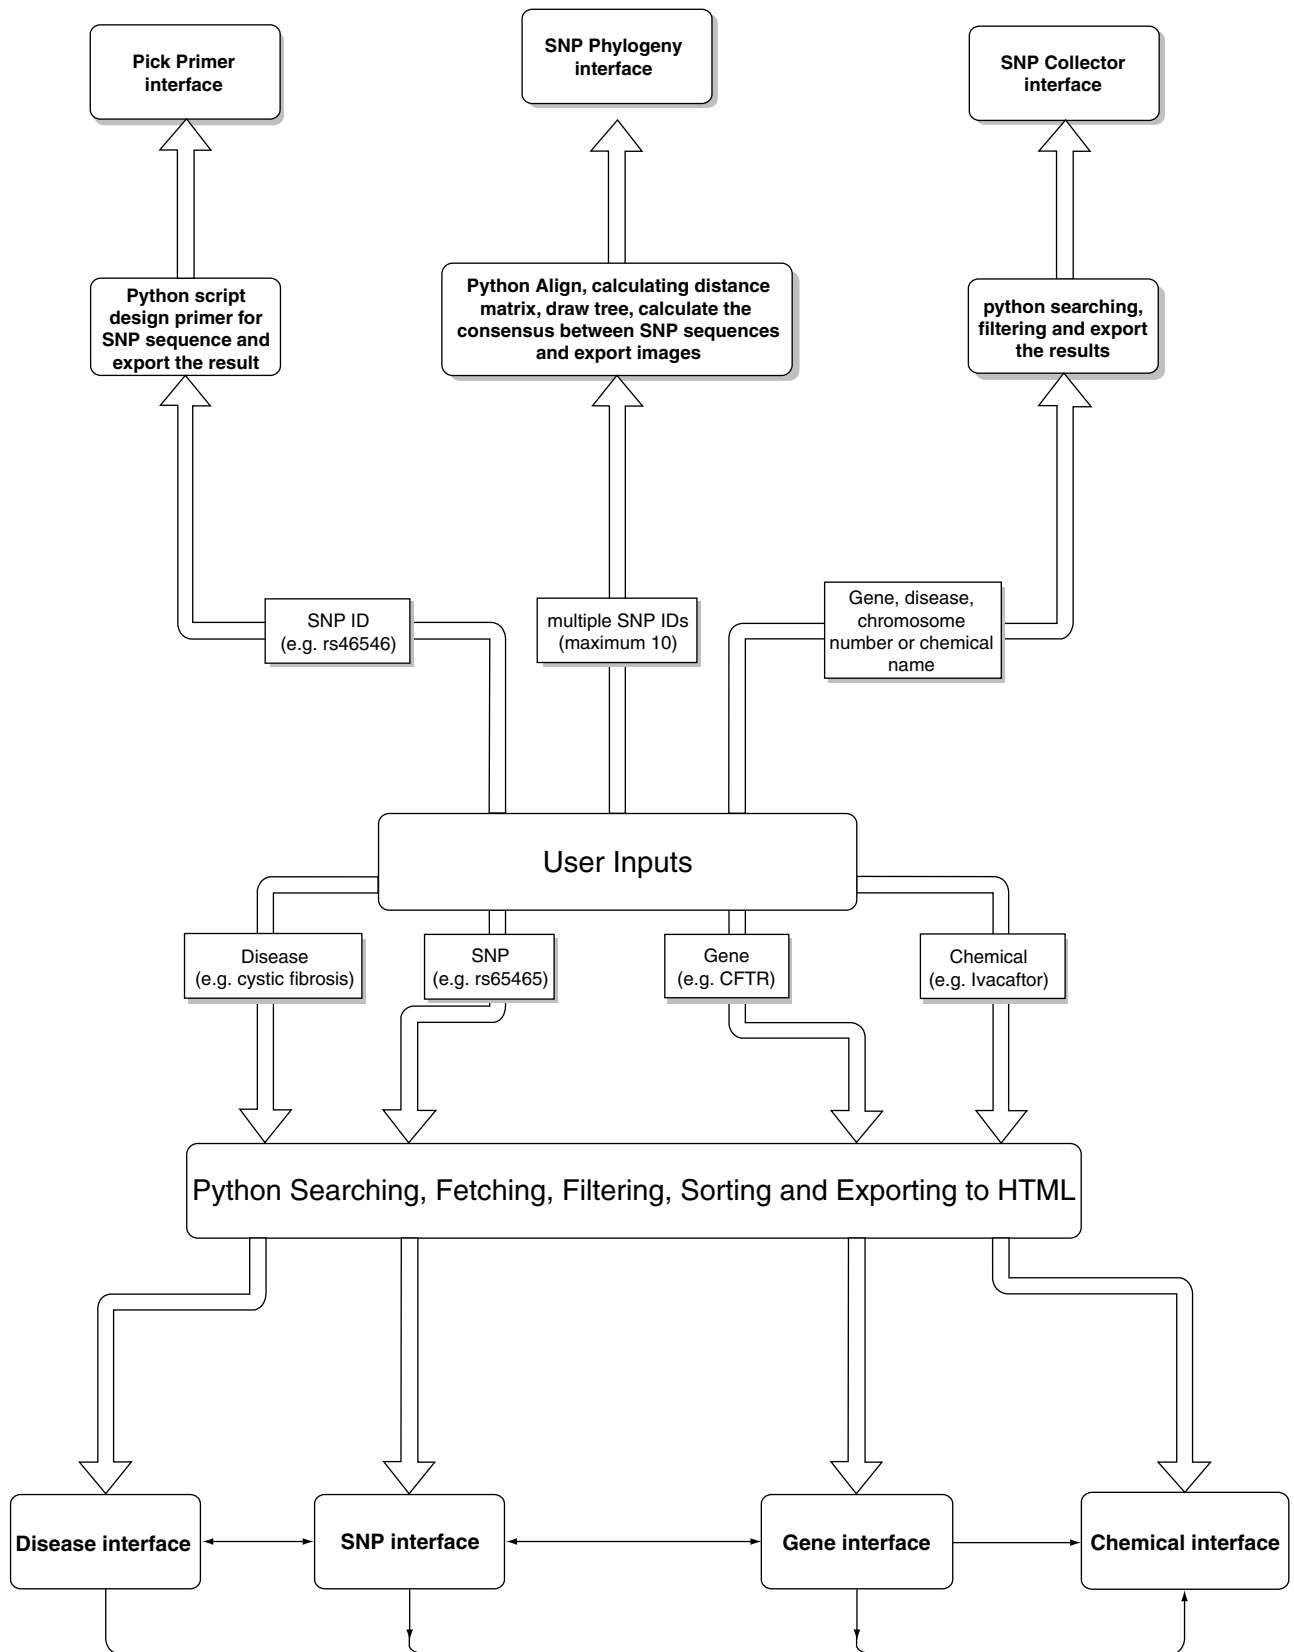 Pick Primer
interface
SNP Phylogeny
interface
SNP Collector
interface
Python script
design primer for
SNP sequence and
export the result
Python Align, calculating distance
matrix, draw tree, calculate the
consensus between SNP sequences
and export images
python searching,
filtering and export
the results
SNP ID
(e.g. rs46546)
multiple SNP IDs
(maximum 10)
Gene, disease,
chromosome
number or chemical
name
User Inputs
Disease
(e.g. cystic fibrosis)
SNP
(e.g. rs65465)
Gene
(e.g. CFTR)
Chemical
(e.g. Ivacaftor)
Python Searching, Fetching, Filtering, Sorting and Exporting to HTML
Disease interface
SNP interface
Gene interface
Chemical interface